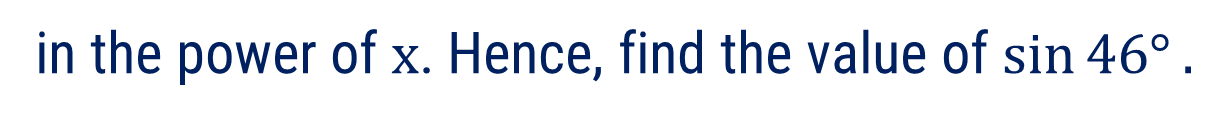 in the power of x. Hence, find the value of sin 46° .